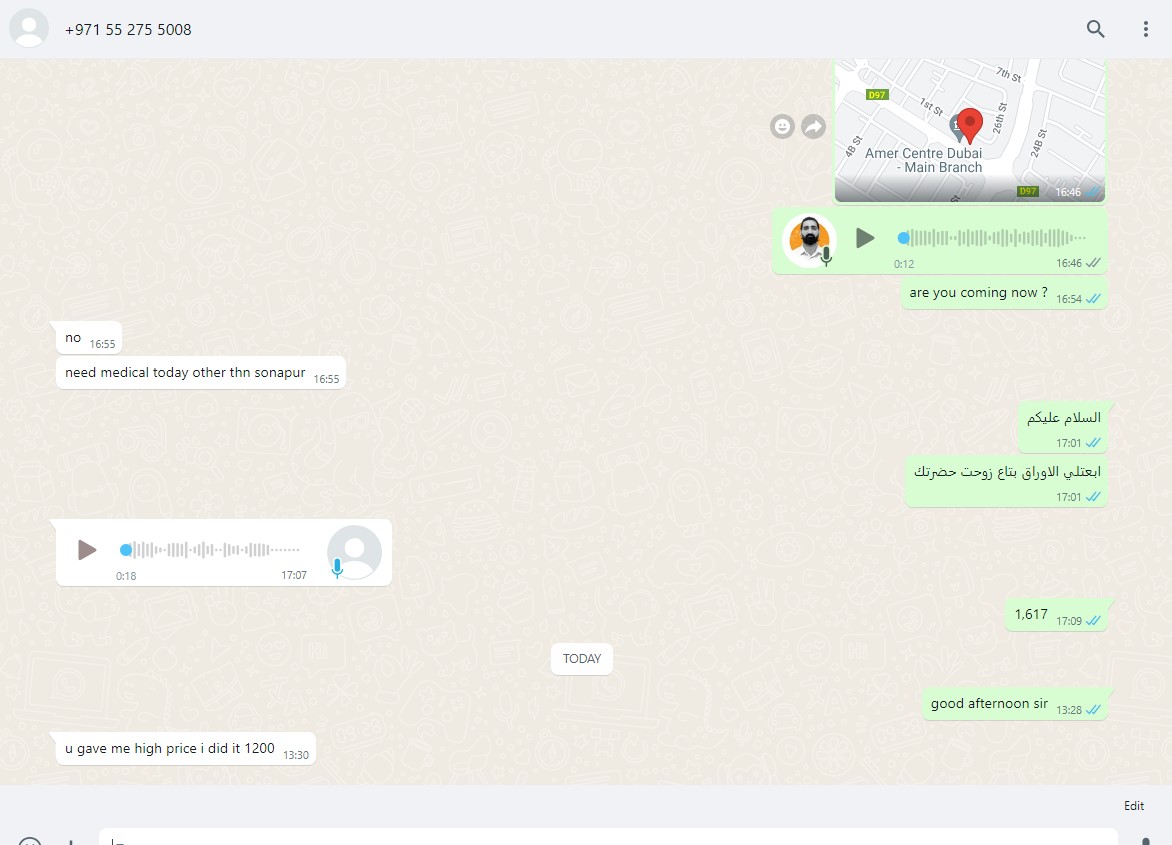 +971 55 275 5008
7th St
D97
1st St
26th St
4B St
24B St
Amer Centre Dubai
- Main Branch
D97
16:46
0:12
16:46
are you coming now ?
16:54
no
16:55
need medical today other thn sonapur
16:55
السلام عليكم
17:01
ابعتلي الاوراق بتاع زوحت حضرتك
17:01
0:18
17:07
1,617
17:09
TODAY
good afternoon sir
13:28
u gave me high price i did it 1200
13:30
Edit